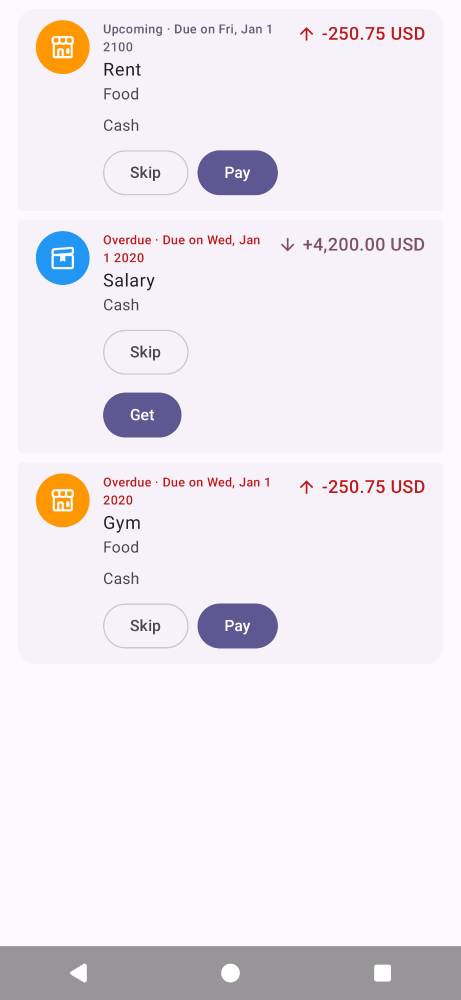 Upcoming · Due on Fri, Jan 1
2100
-250.75 USD
Rent
Food
Cash
Skip
Pay
Overdue · Due on Wed, Jan
1 2020
+4,200.00 USD
Salary
Cash
Skip
Get
Overdue · Due on Wed, Jan 1
2020
-250.75 USD
Gym
Food
Cash
Skip
Pay